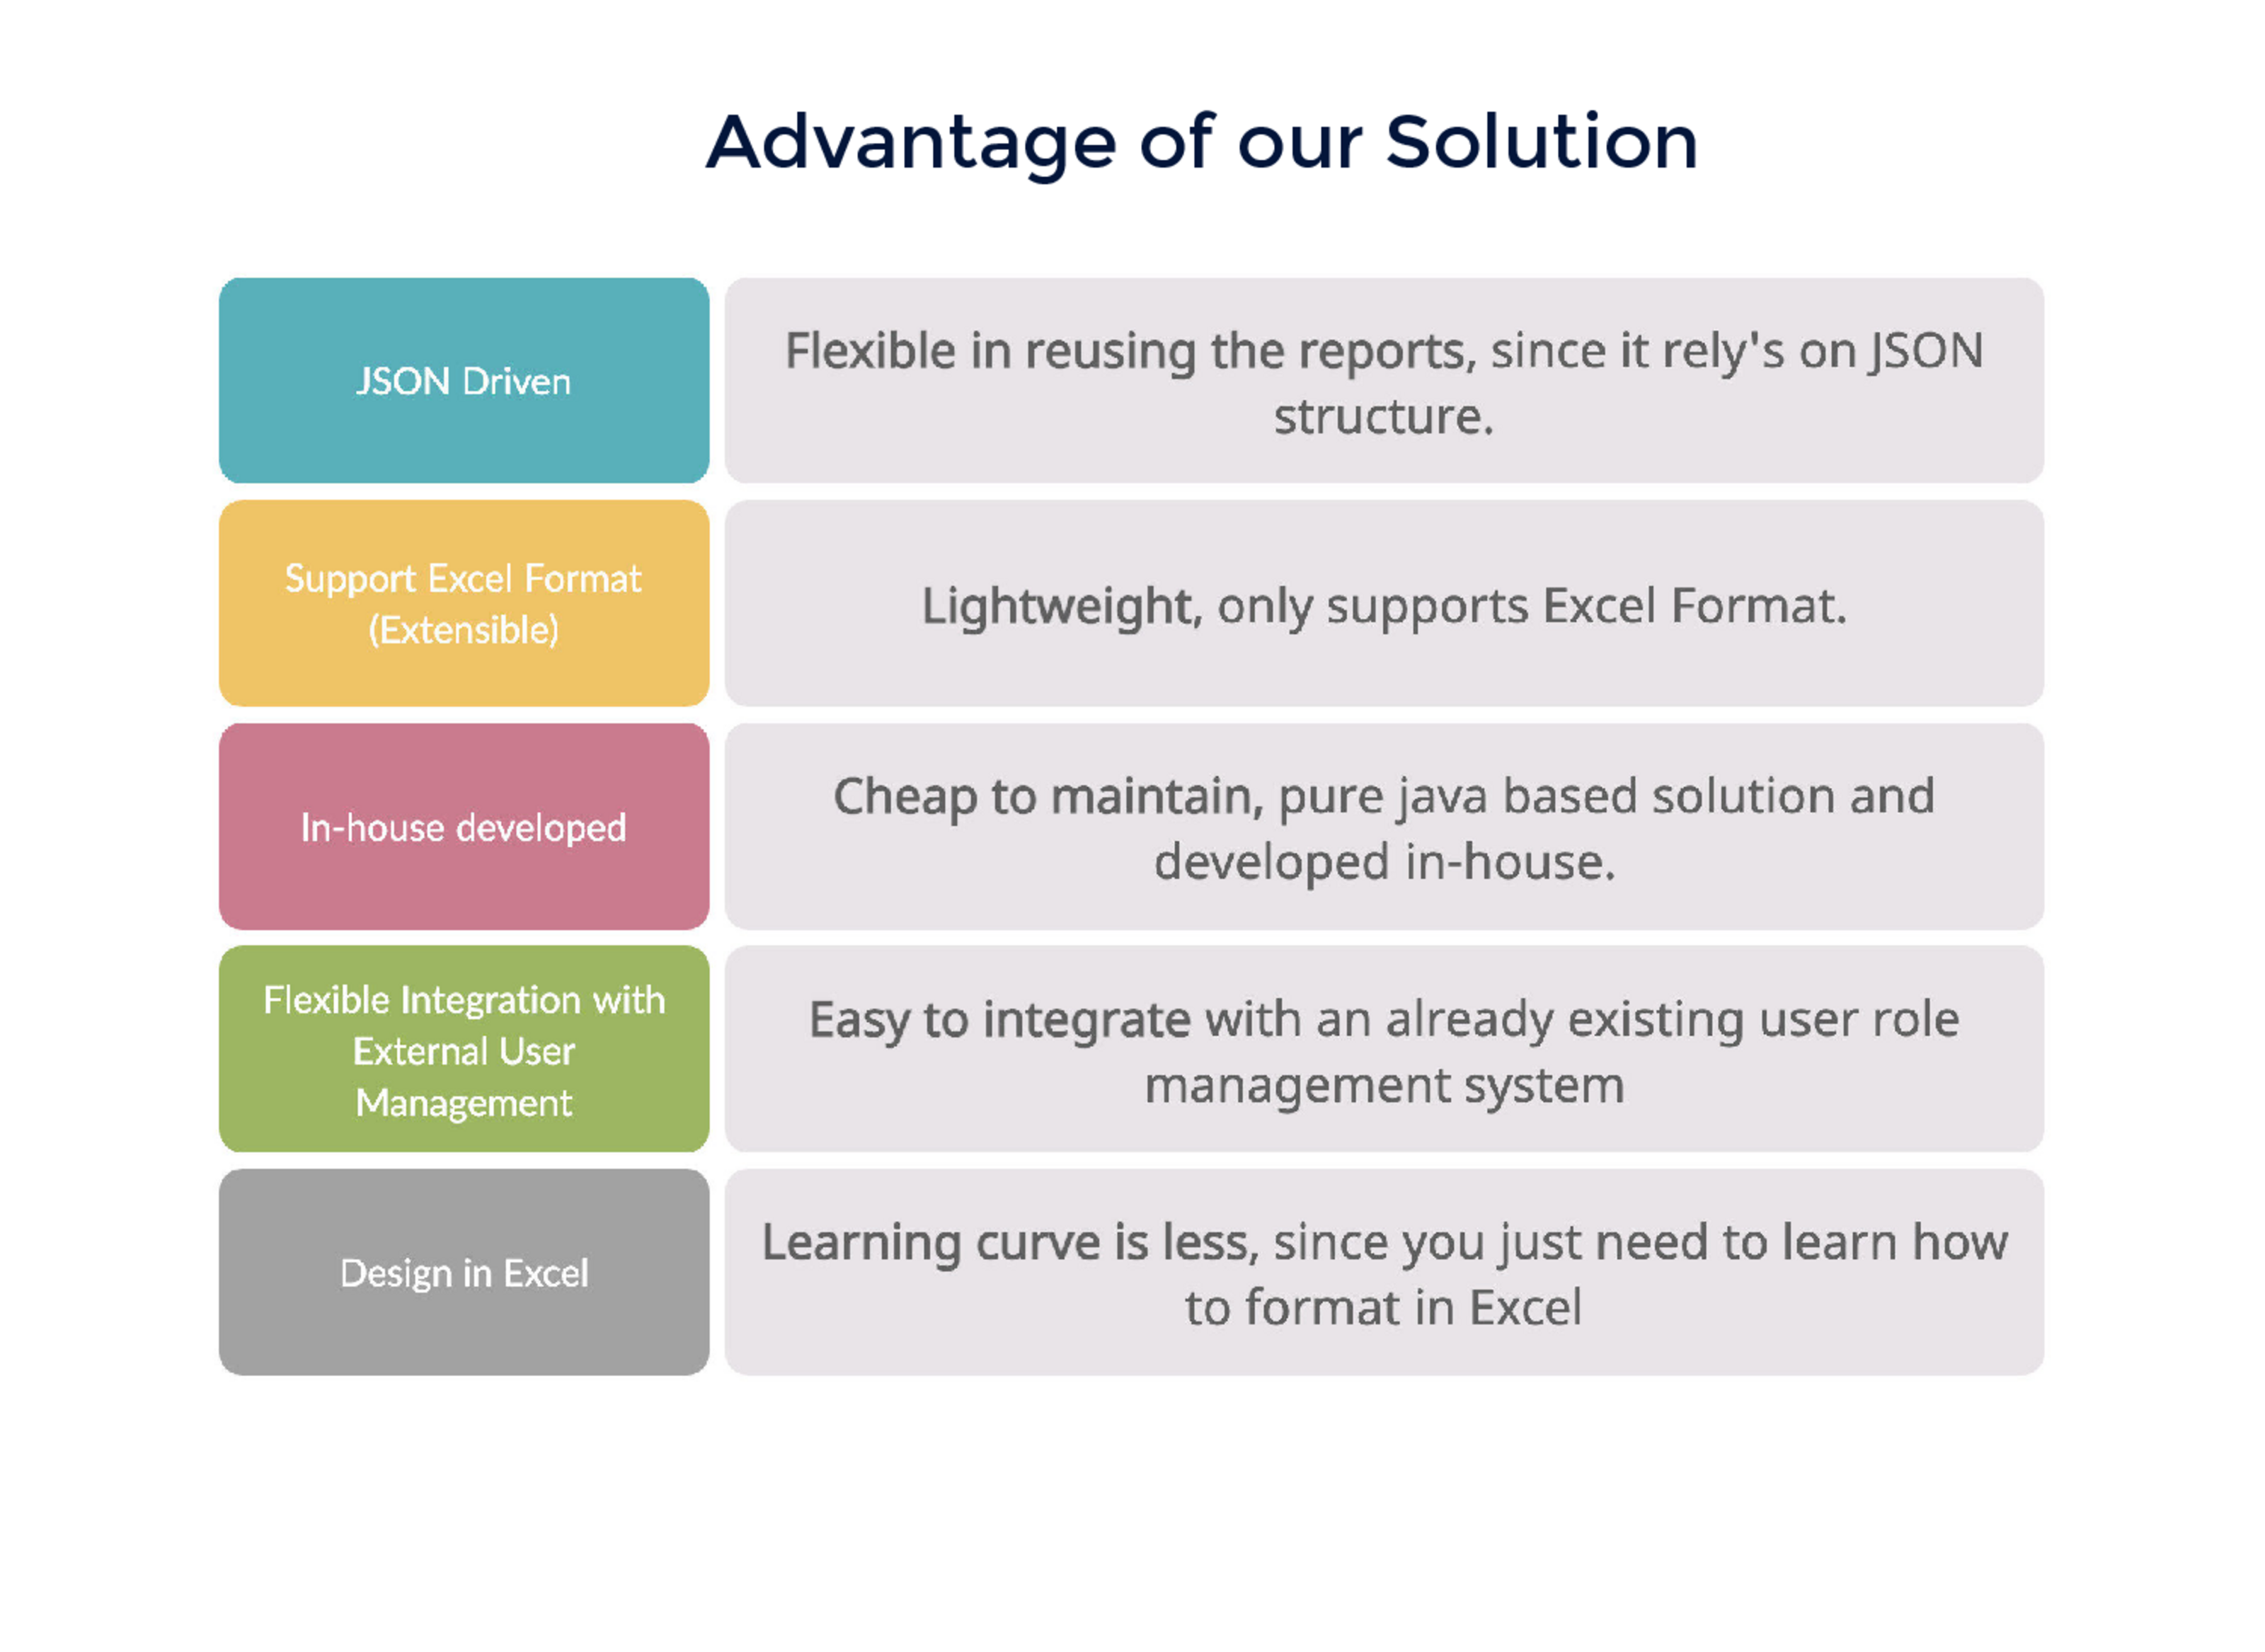 Advantage of our Solution
JSON Driven
Flexible in reusing the reports, since it rely's on JSON
structure.
Support Excel Format
(Extensible)
Lightweight, only supports Excel Format.
In-house developed
Cheap to maintain, pure java based solution and
developed in-house.
Flexible Integration with
External User
Management
Easy to integrate with an already existing user role
management system
Design in Excel
Learning curve is less, since you just need to learn how
to format in Excel